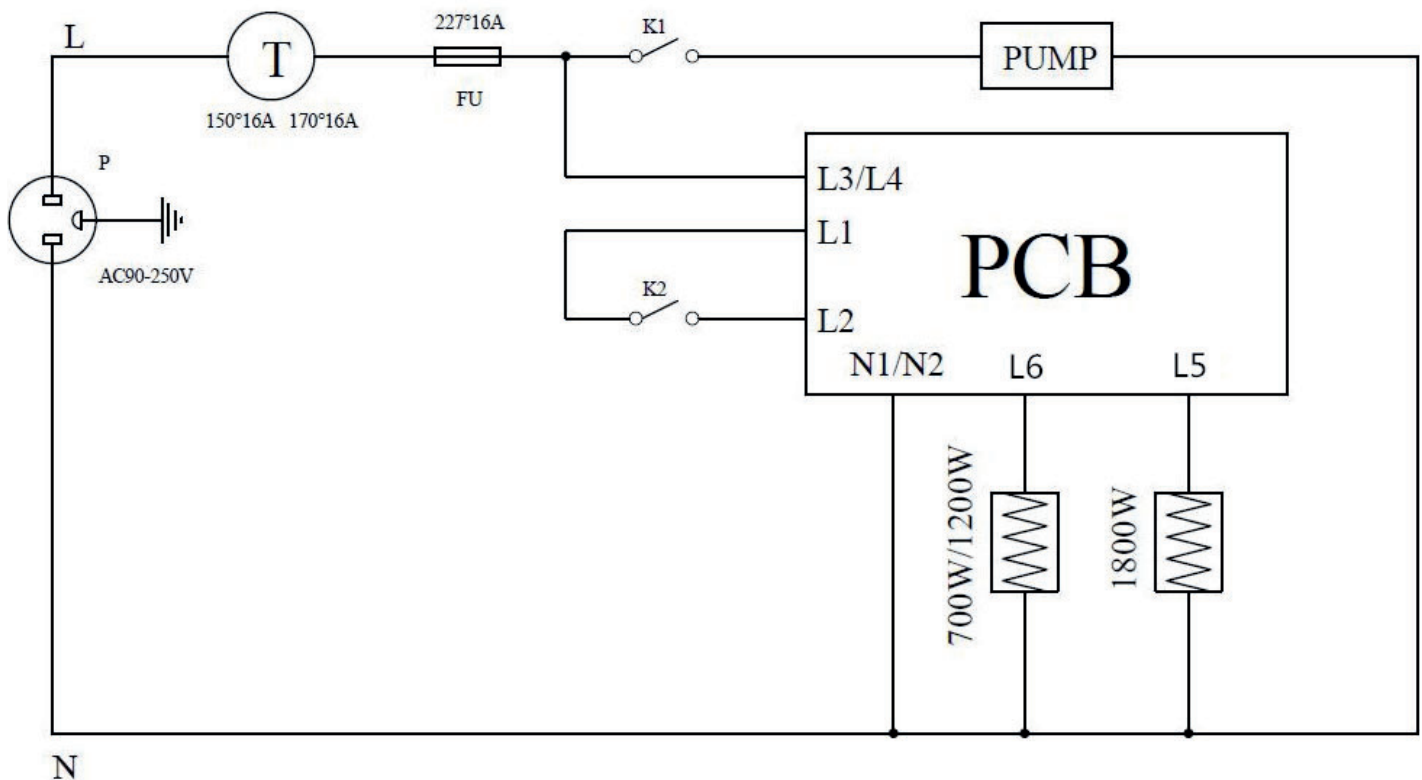 L
T
150°16A 170°16A
227°16A
FU
K1
PUMP
P
AC90-250V
L3/L4
L1
K2
L2
PCB
N1/N2 L6 L5
700W/1200W
1800W
N